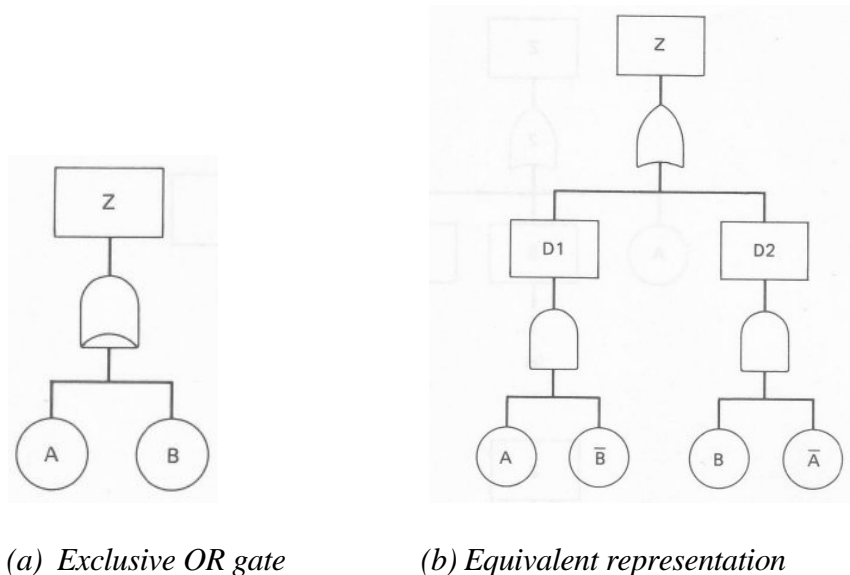 Z
Z
D1
D2
A
B
A
B̅
B
A̅
(a) Exclusive OR gate
(b) Equivalent representation